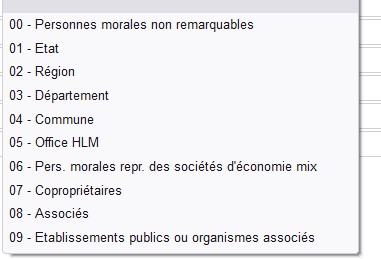 00 - Personnes morales non remarquables
01 - Etat
02 - Région
03 - Département
04 - Commune
05 - Office HLM
06 - Pers. morales repr. des sociétés d'économie mix
07 - Copropriétaires
08 - Associés
09 - Etablissements publics ou organismes associés